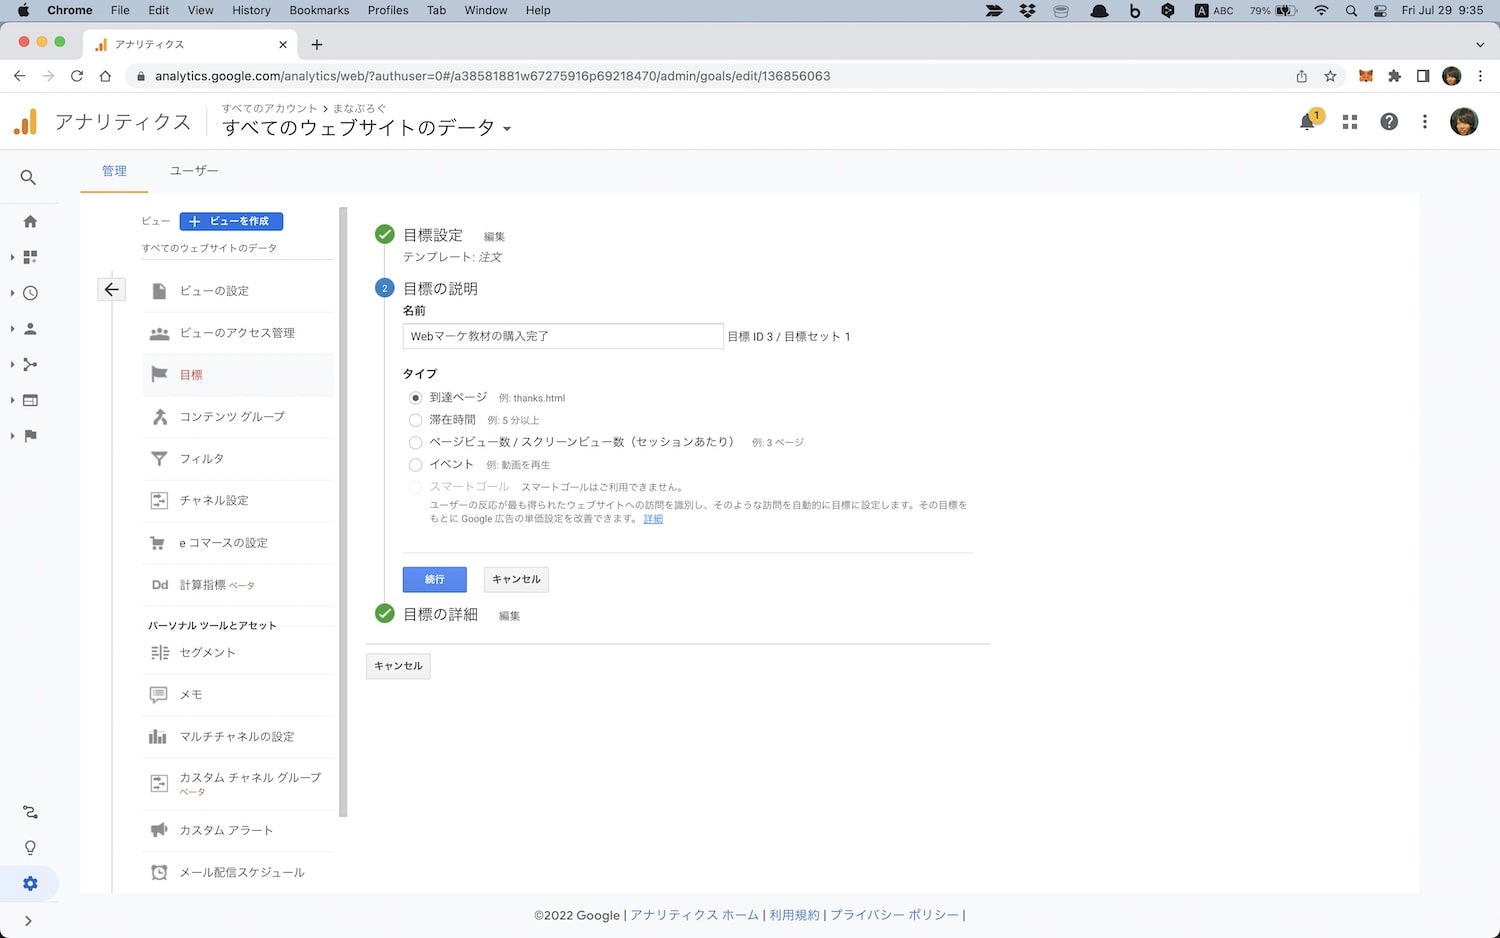 Chrome File Edit View History Bookmarks Profiles Tab Window Help
A ABC 79% Fri Jul 29 9:35
アナリティクス
analytics.google.com/analytics/web/?authuser=0#/a38581881w67275916p69218470/admin/goals/edit/136856063
アナリティクス
すべてのアカウント > まなぶろぐ
すべてのウェブサイトのデータ
1
管理 ユーザー
ビュー + ビューを作成
すべてのウェブサイトのデータ
ビューの設定
ビューのアクセス管理
目標
コンテンツ グループ
フィルタ
チャネル設定
e コマースの設定
Dd 計算指標 ベータ
パーソナル ツールとアセット
セグメント
メモ
マルチチャネルの設定
カスタム チャネル グループ
ベータ
カスタム アラート
メール配信スケジュール
目標設定 編集
テンプレート: 注文
2 目標の説明
名前
Webマーケ教材の購入完了 目標 ID 3 / 目標セット 1
タイプ
到達ページ 例: thanks.html
滞在時間 例: 5 分以上
ページビュー数 / スクリーンビュー数（セッションあたり） 例: 3 ページ
イベント 例: 動画を再生
スマートゴール スマートゴールはご利用できません。
ユーザーの反応が最も得られたウェブサイトへの訪問を識別し、そのような訪問を自動的に目標に設定します。その目標を
もとに Google 広告の単価設定を改善できます。 詳細
続行 キャンセル
目標の詳細 編集
キャンセル
©2022 Google | アナリティクス ホーム | 利用規約 | プライバシー ポリシー |